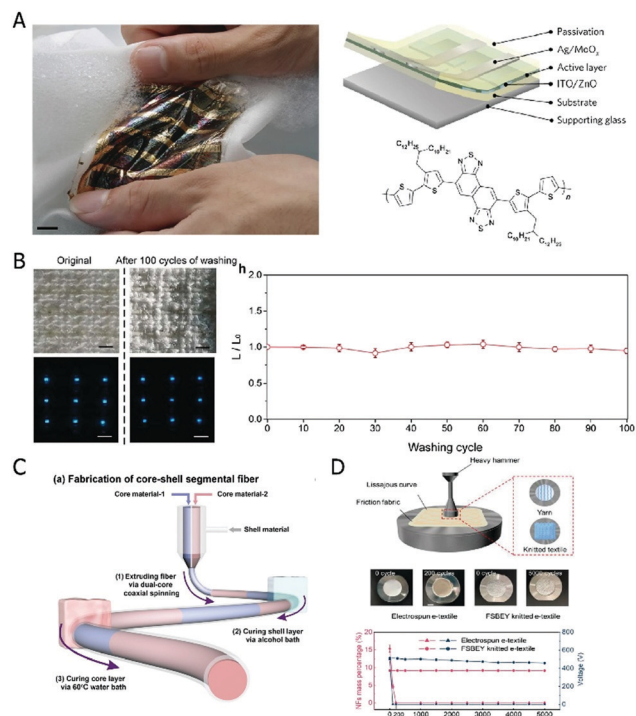 A
Passivation
Ag/MoOx
Active layer
ITO/ZnO
Substrate
Supporting glass
C12H25
C10H21
N
S
N
S
S
S
S
n
N
S
N
C10H21
C12H25
B
Original
After 100 cycles of washing
h
L / L0
2.0
1.5
1.0
0.5
0.0
0 10 20 30 40 50 60 70 80 90 100
Washing cycle
C
(a) Fabrication of core-shell segmental fiber
Core material-1
Core material-2
Shell material
(1) Extruding fiber
via dual-core
coaxial spinning
(2) Curing shell layer
via alcohol bath
(3) Curing core layer
via 60°C water bath
D
Heavy hammer
Lissajous curve
Friction fabric
Yarn
Knitted textile
0 cycle
200 cycles
0 cycle
5000 cycles
Electrospun e-textile
FSBEY knitted e-textile
NFs mass percentage (%)
20
15
10
5
0
Electrospun e-textile
FSBEY knitted e-textile
800
600
400
200
0
Voltage (V)
0 200 1000 2000 3000 4000 5000